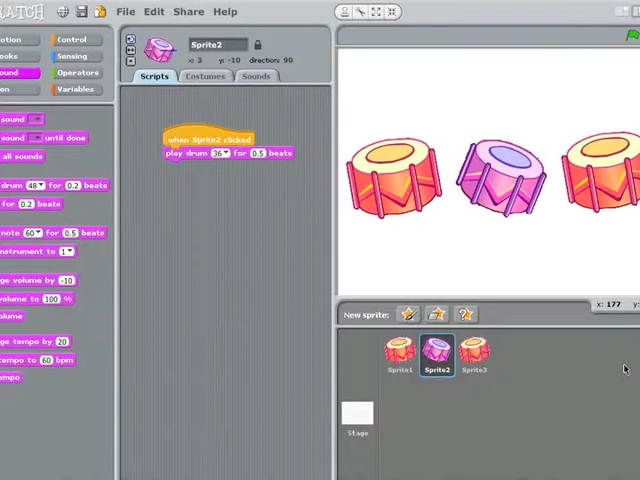 RATCH File Edit Share Help
otion Control
ooks Sensing
ound Operators
en Variables
Sprite2
x: 3 y: -10 direction: 90
Scripts Costumes Sounds
sound
sound until done
all sounds
drum 48 for 0.2 beats
for 0.2 beats
note 60 for 0.5 beats
nstrument to 1
ge volume by -10
volume to 100 %
olume
ge tempo by 20
tempo to 60 bpm
empo
when Sprite2 clicked
play drum 36 for 0.5 beats
x: 177 y:
New sprite:
Sprite1 Sprite2 Sprite3
Stage